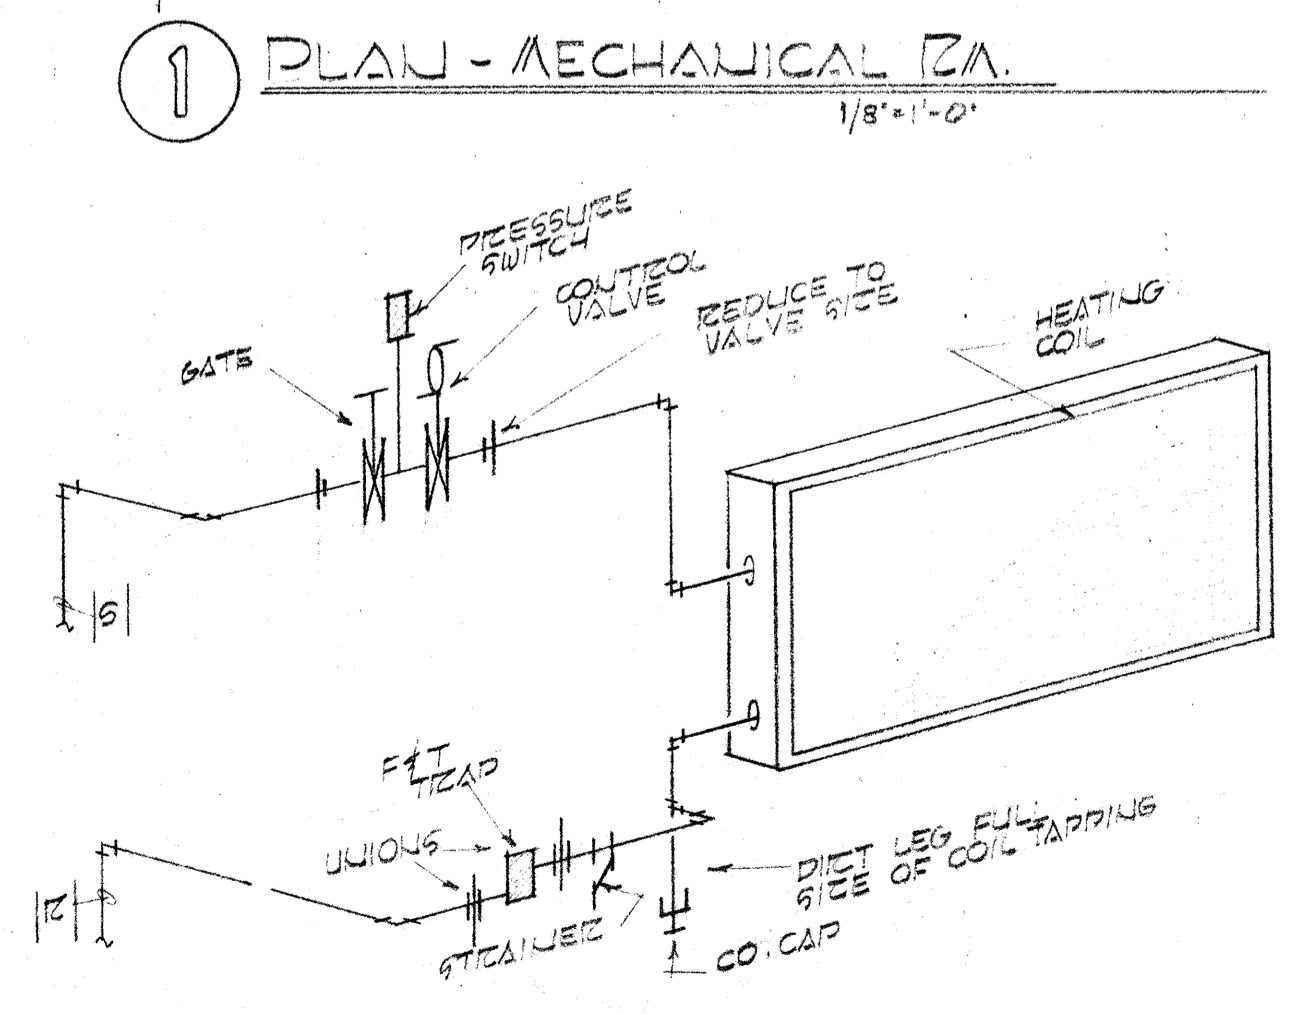 1
PLAN - MECHANICAL RM.
1/8"=1'-0"
PRESSURE
SWITCH
CONTROL
VALVE
REDUCE TO
VALVE SIZE
HEATING
COIL
GATE
S
F&T
TRAP
UNIONS
R
STRAINER
DIRT LEG FULL
SIZE OF COIL TAPPING
CO. CAP